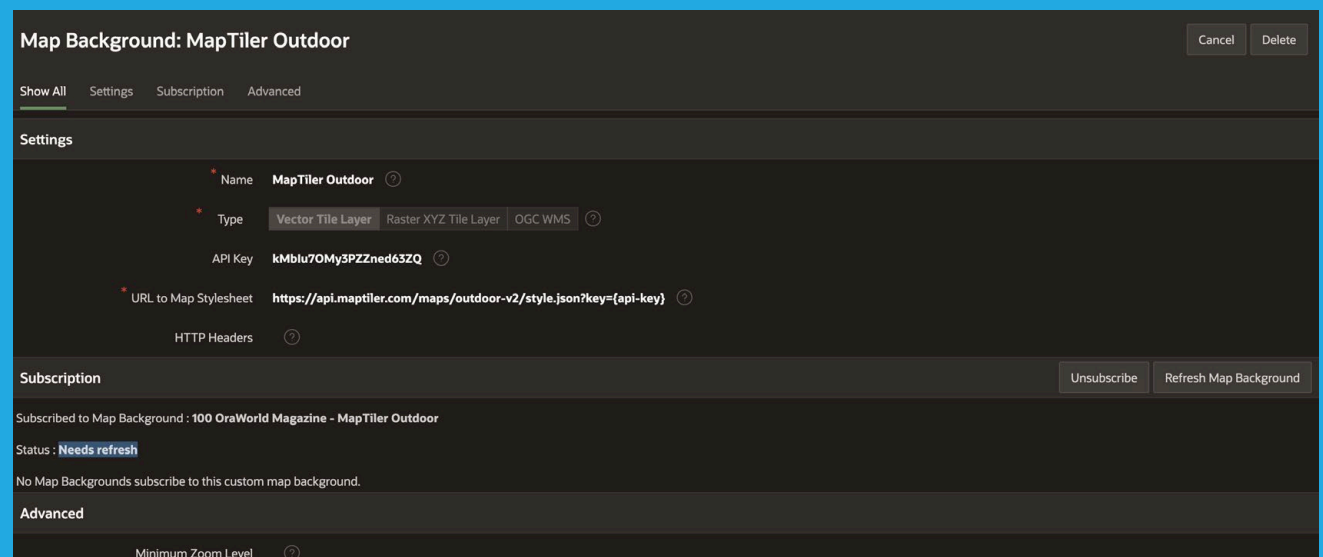 Map Background: MapTiler Outdoor
Cancel Delete
Show All Settings Subscription Advanced
Settings
* Name MapTiler Outdoor ?
* Type Vector Tile Layer Raster XYZ Tile Layer OGC WMS ?
API Key kMbIu7OMy3PZZned63ZQ ?
* URL to Map Stylesheet https://api.maptiler.com/maps/outdoor-v2/style.json?key={api-key} ?
HTTP Headers ?
Subscription Unsubscribe Refresh Map Background
Subscribed to Map Background : 100 OraWorld Magazine - MapTiler Outdoor
Status : Needs refresh
No Map Backgrounds subscribe to this custom map background.
Advanced
Minimum Zoom Level ?